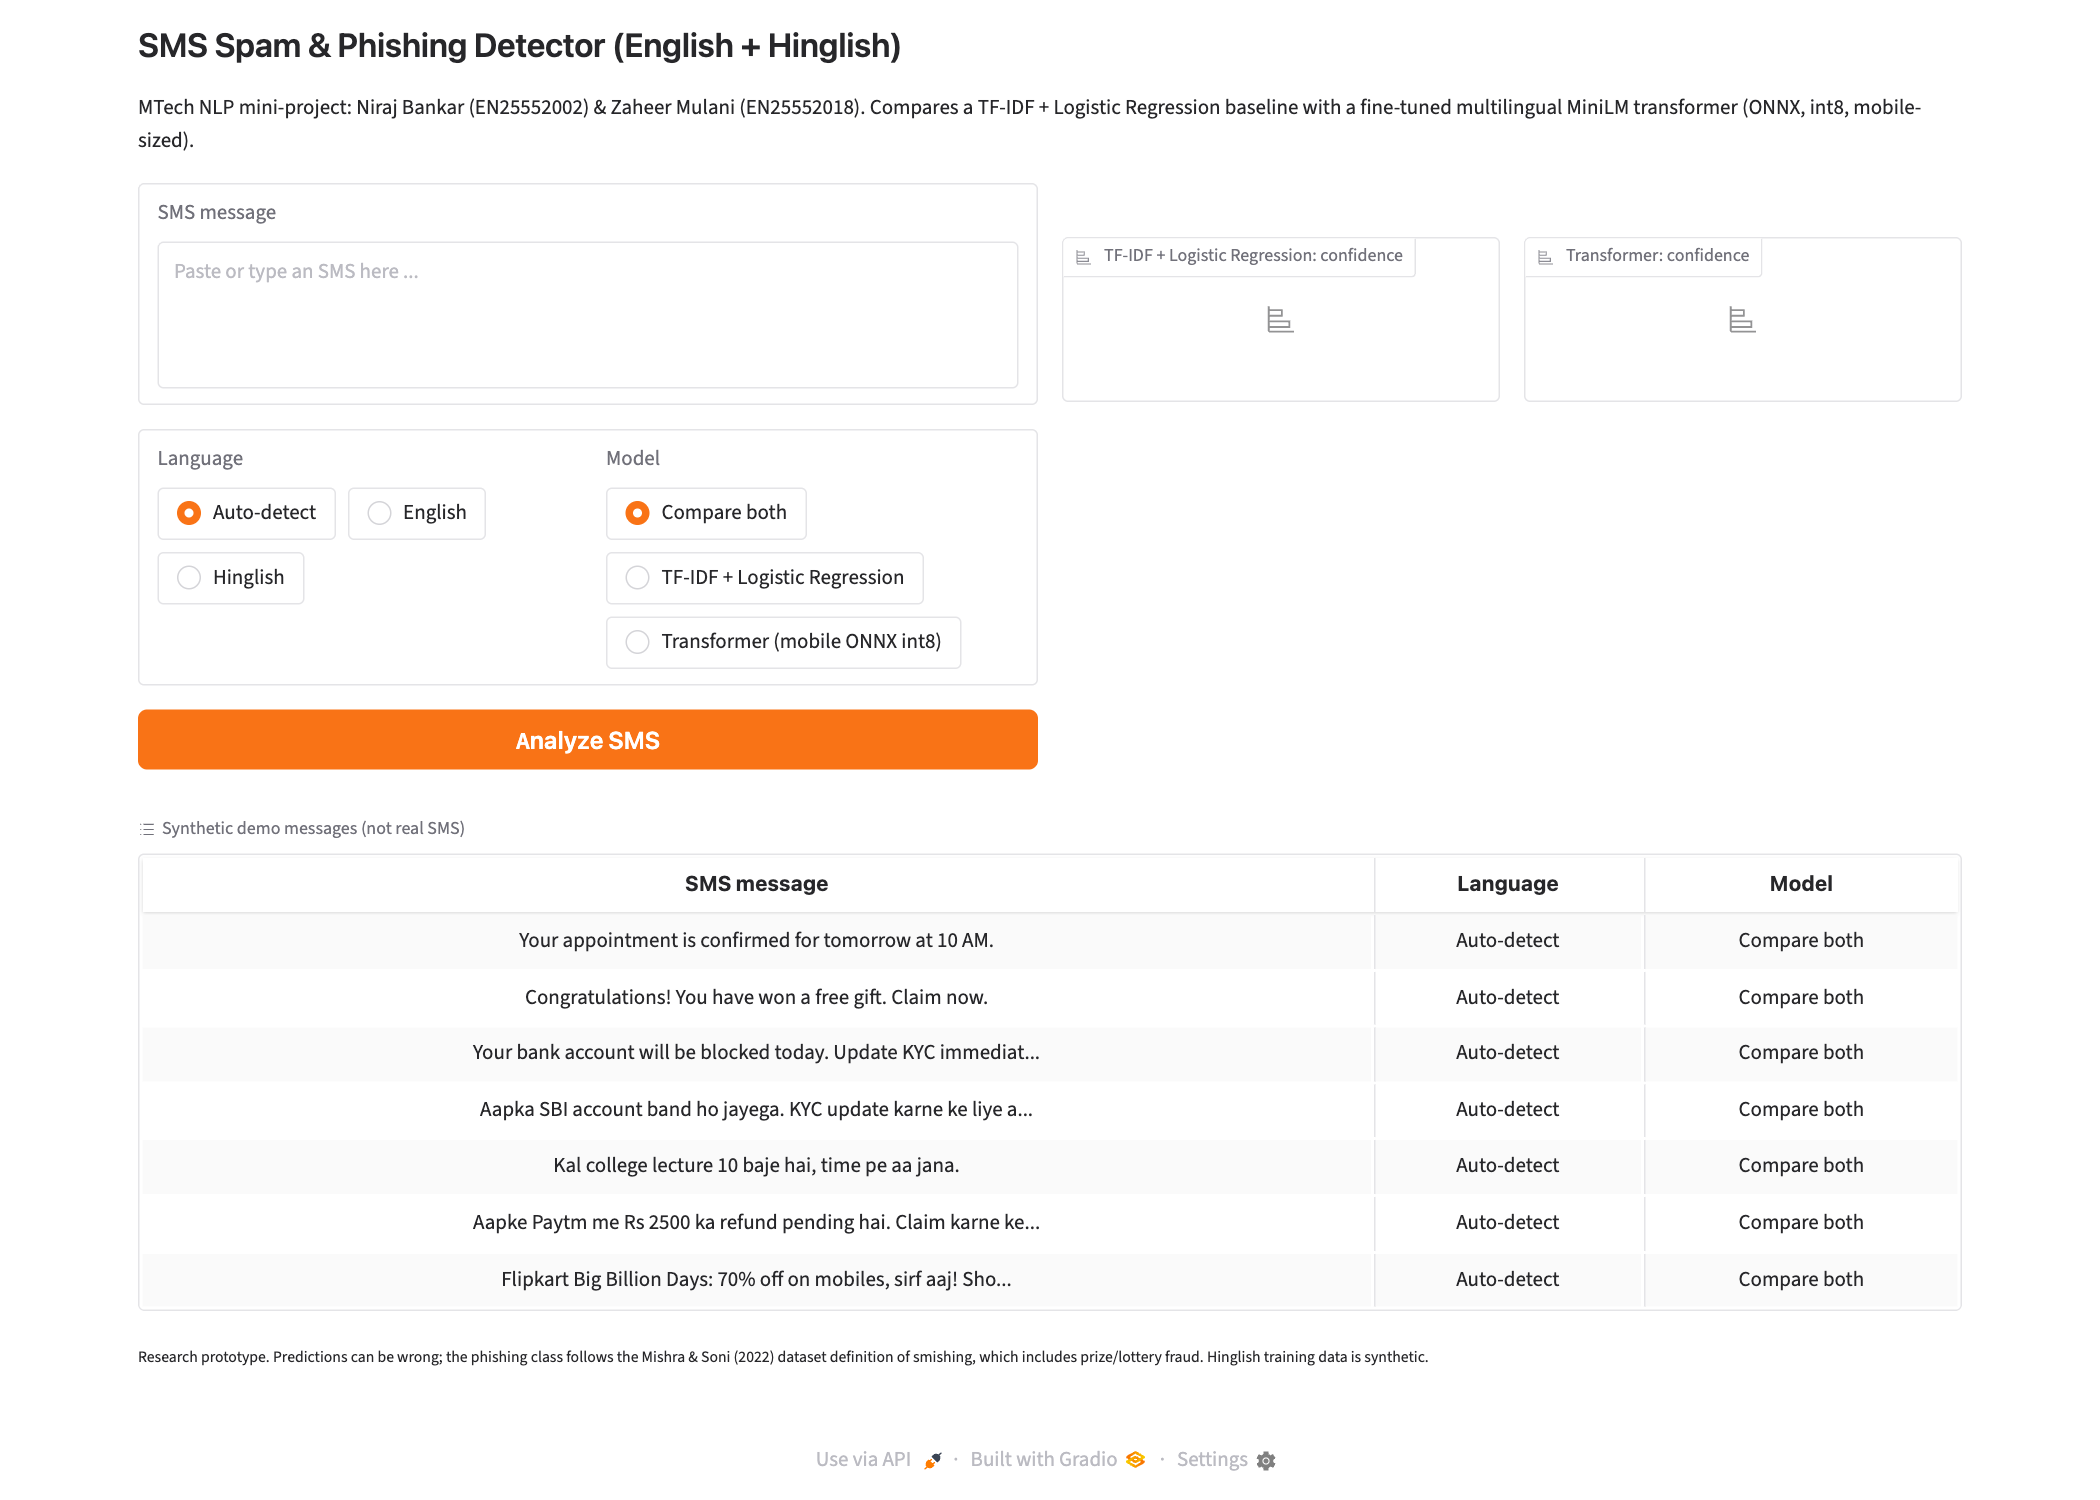 SMS Spam & Phishing Detector (English + Hinglish)
MTech NLP mini-project: Niraj Bankar (EN25552002) & Zaheer Mulani (EN25552018). Compares a TF-IDF + Logistic Regression baseline with a fine-tuned multilingual MiniLM transformer (ONNX, int8, mobile-
sized).
SMS message
Paste or type an SMS here ...
TF-IDF + Logistic Regression: confidence
Transformer: confidence
Language
Auto-detect
English
Hinglish
Model
Compare both
TF-IDF + Logistic Regression
Transformer (mobile ONNX int8)
Analyze SMS
Synthetic demo messages (not real SMS)
SMS message Language Model
Your appointment is confirmed for tomorrow at 10 AM. Auto-detect Compare both
Congratulations! You have won a free gift. Claim now. Auto-detect Compare both
Your bank account will be blocked today. Update KYC immediat... Auto-detect Compare both
Aapka SBI account band ho jayega. KYC update karne ke liye a... Auto-detect Compare both
Kal college lecture 10 baje hai, time pe aa jana. Auto-detect Compare both
Aapke Paytm me Rs 2500 ka refund pending hai. Claim karne ke... Auto-detect Compare both
Flipkart Big Billion Days: 70% off on mobiles, sirf aaj! Sho... Auto-detect Compare both
Research prototype. Predictions can be wrong; the phishing class follows the Mishra & Soni (2022) dataset definition of smishing, which includes prize/lottery fraud. Hinglish training data is synthetic.
Use via API · Built with Gradio · Settings